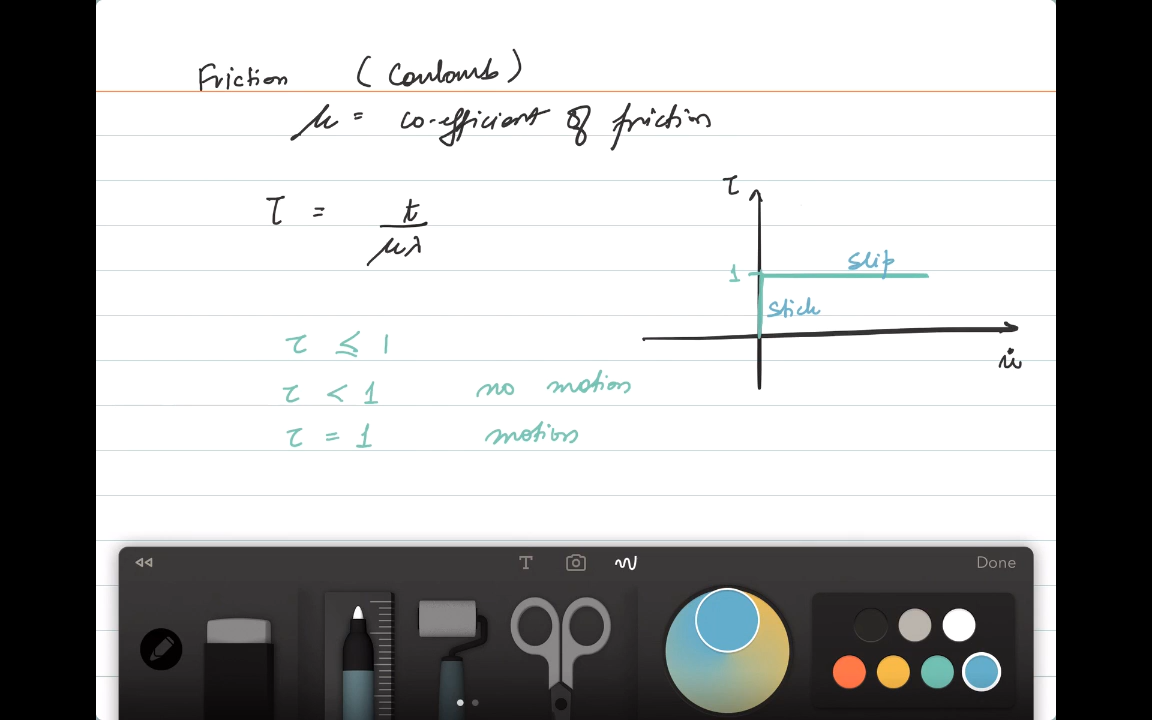 Friction (Coulomb)
μ = co-efficient of friction
τ = t / μλ
τ
1
Slip
Stick
u̇
τ ≤ 1
τ < 1 no motion
τ = 1 motion
T
Done